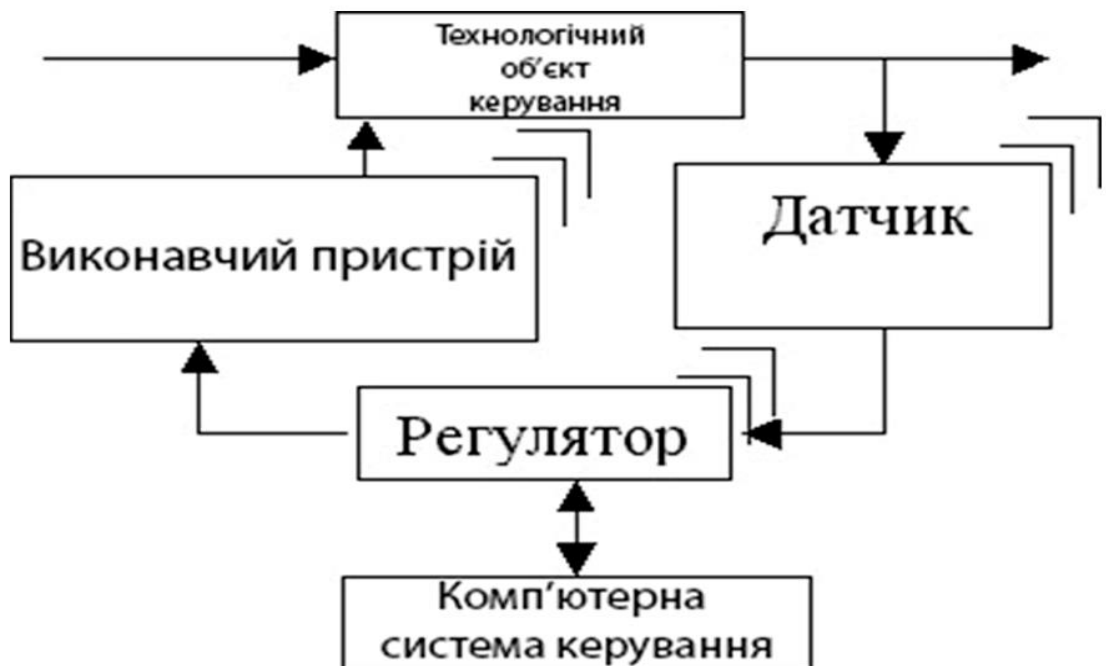 Технологічний
об’єкт
керування
Виконавчий пристрій
Датчик
Регулятор
Комп’ютерна
система керування